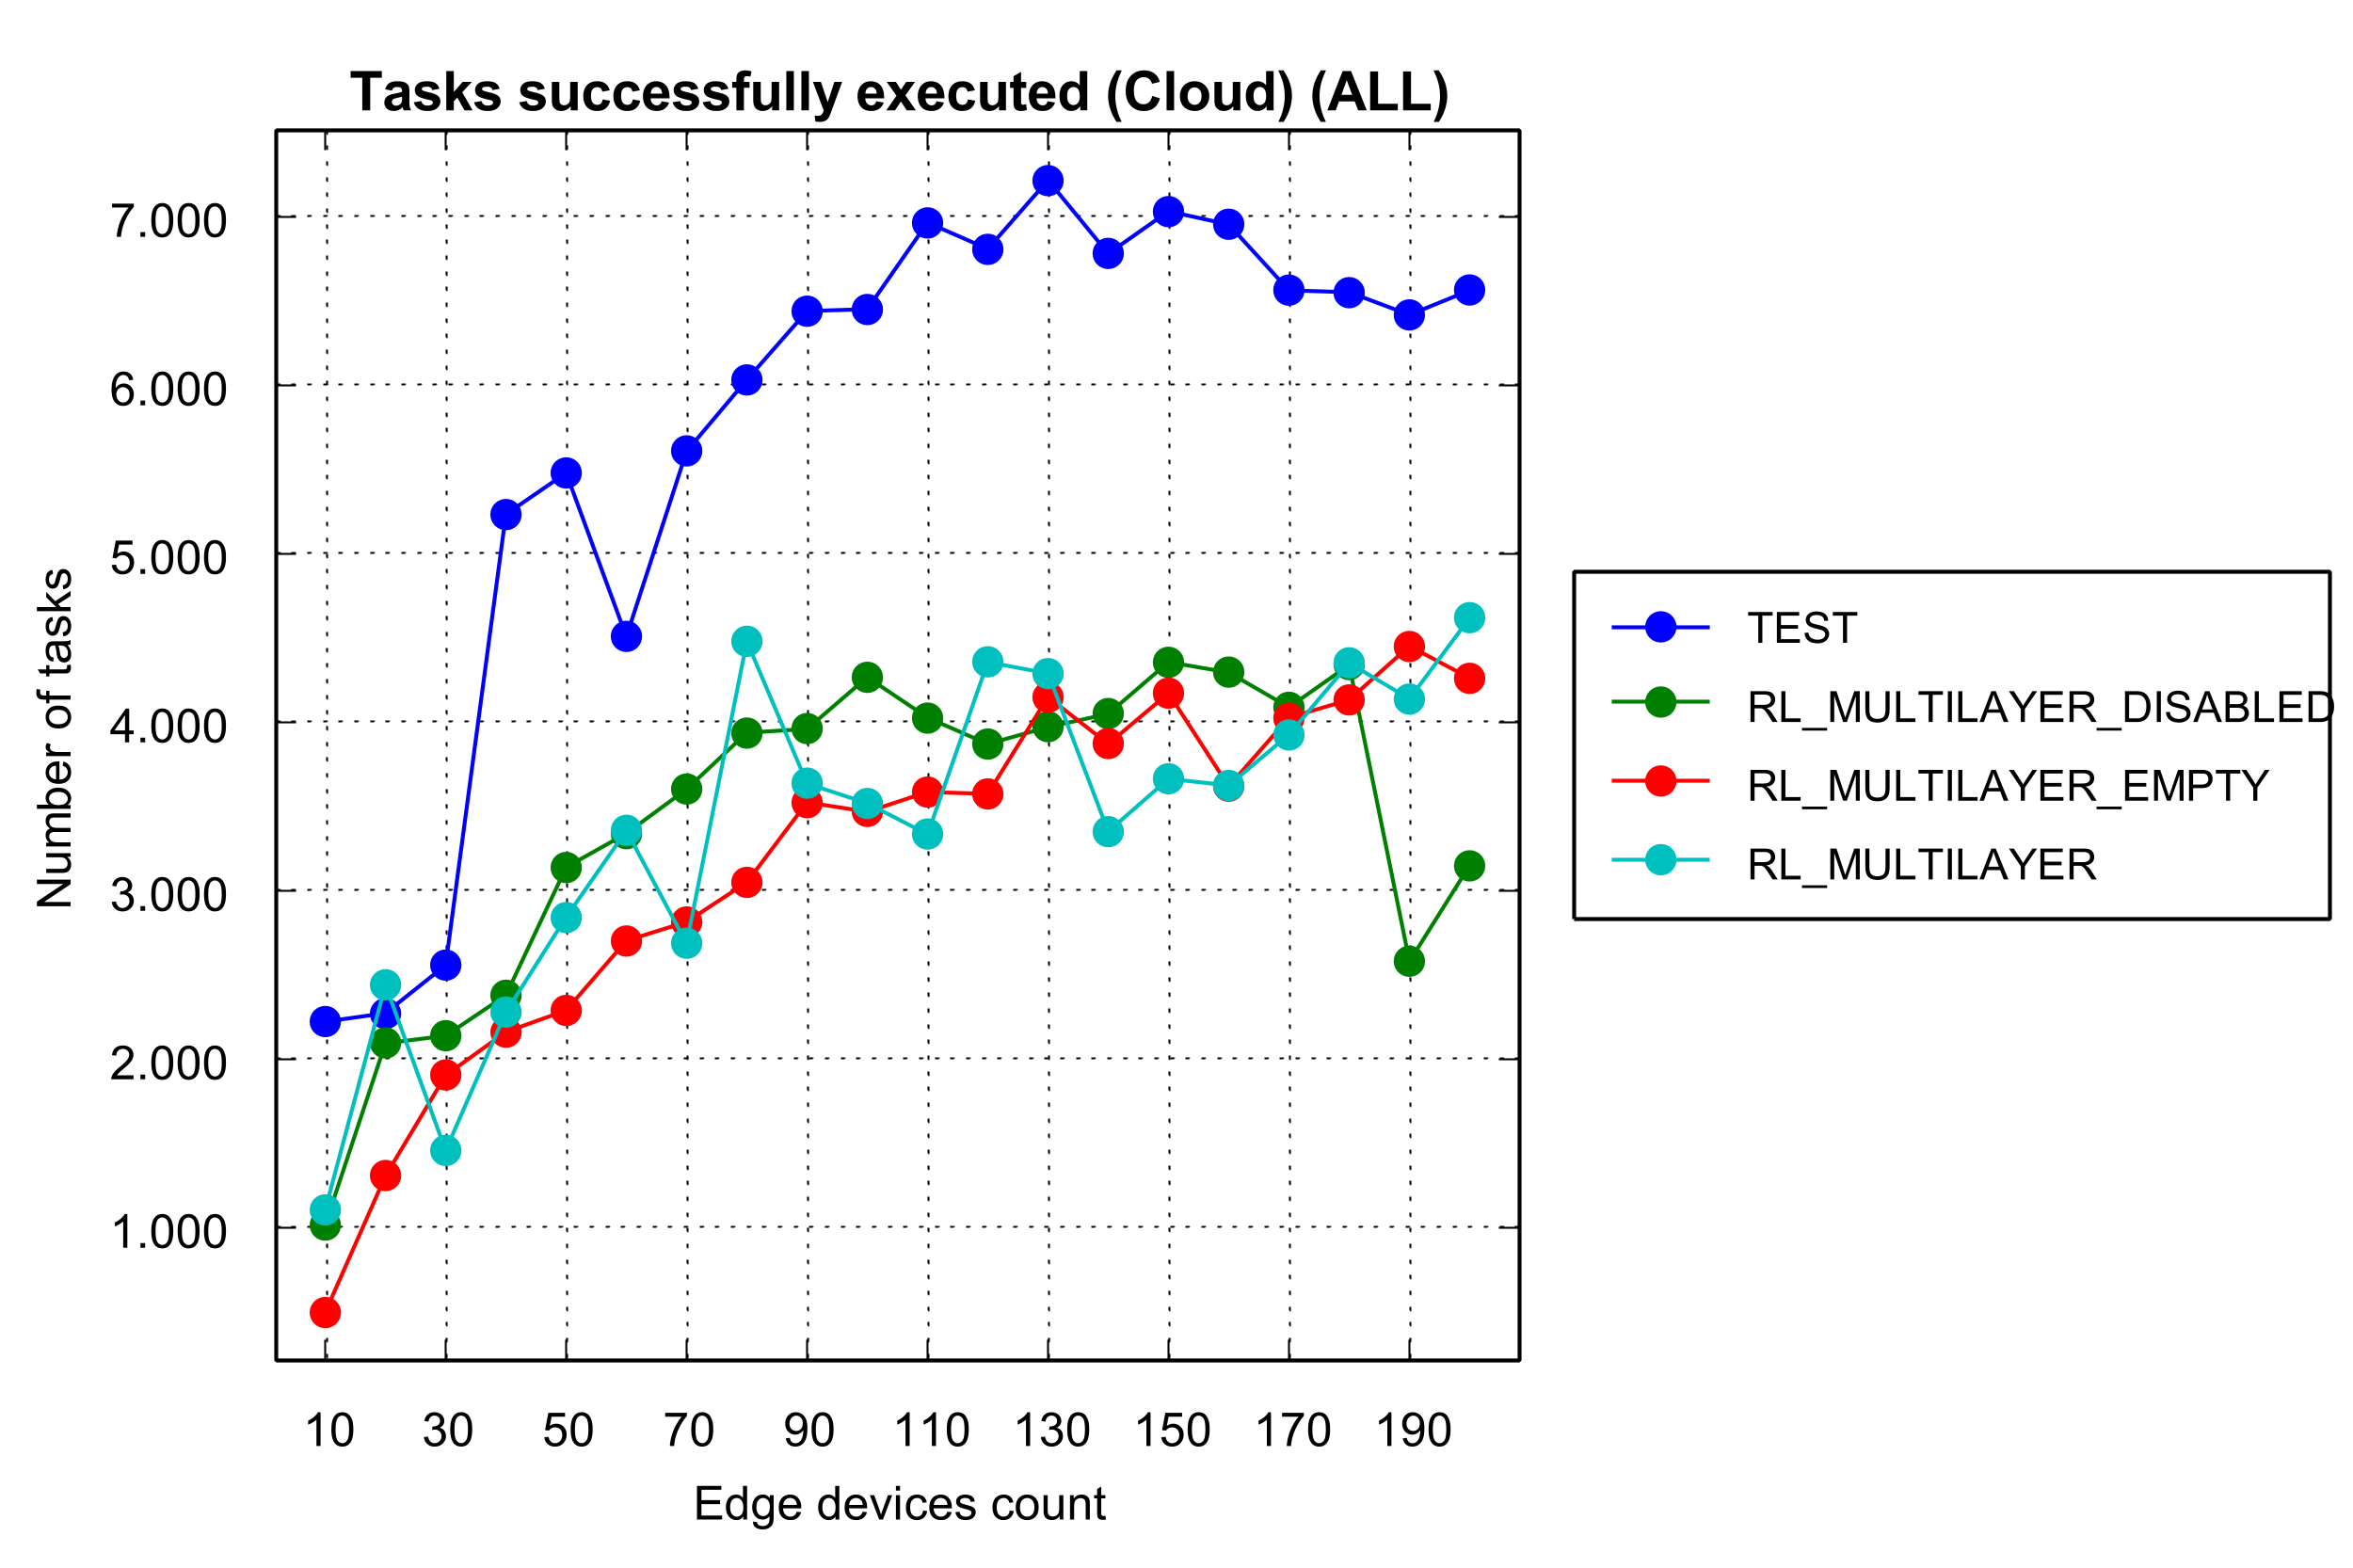 Tasks successfully executed (Cloud) (ALL)
7.000
6.000
5.000
4.000
3.000
2.000
1.000
Number of tasks
10 30 50 70 90 110 130 150 170 190
Edge devices count
TEST
RL_MULTILAYER_DISABLED
RL_MULTILAYER_EMPTY
RL_MULTILAYER